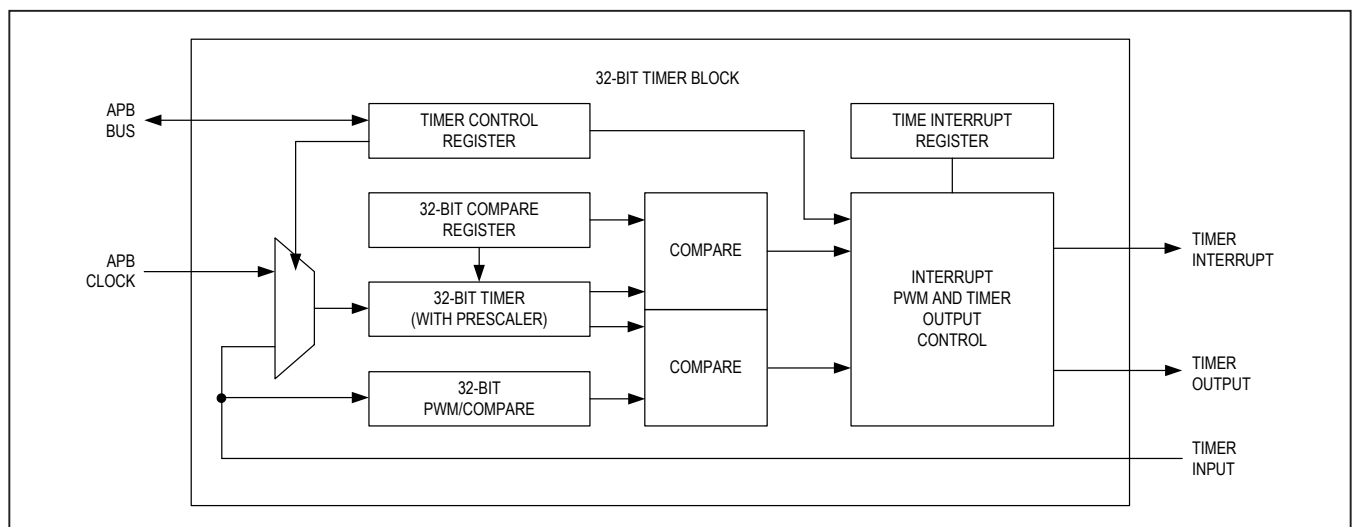 32-BIT TIMER BLOCK
APB
BUS
TIMER CONTROL
REGISTER
TIME INTERRUPT
REGISTER
32-BIT COMPARE
REGISTER
COMPARE
APB
CLOCK
32-BIT TIMER
(WITH PRESCALER)
INTERRUPT
PWM AND TIMER
OUTPUT
CONTROL
TIMER
INTERRUPT
COMPARE
32-BIT
PWM/COMPARE
TIMER
OUTPUT
TIMER
INPUT